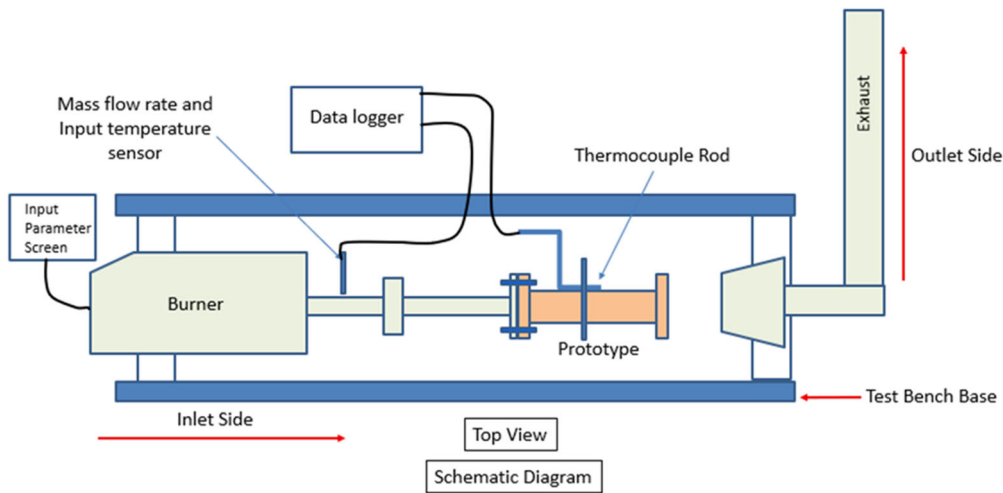 Mass flow rate and
Input temperature
sensor
Data logger
Thermocouple Rod
Exhaust
Outlet Side
Input
Parameter
Screen
Burner
Prototype
Test Bench Base
Inlet Side
Top View
Schematic Diagram